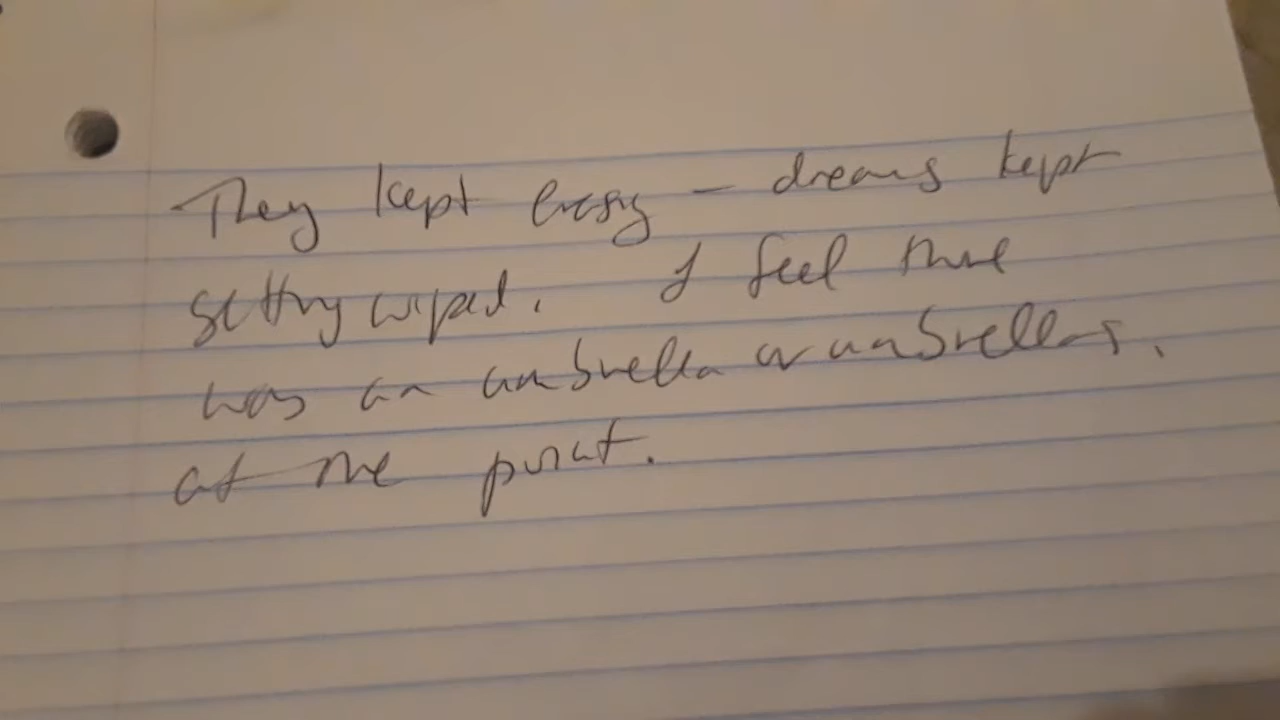 They kept erasing – dreams kept
getting wiped. I feel there
was an umbrella or umbrellas.
at one point.